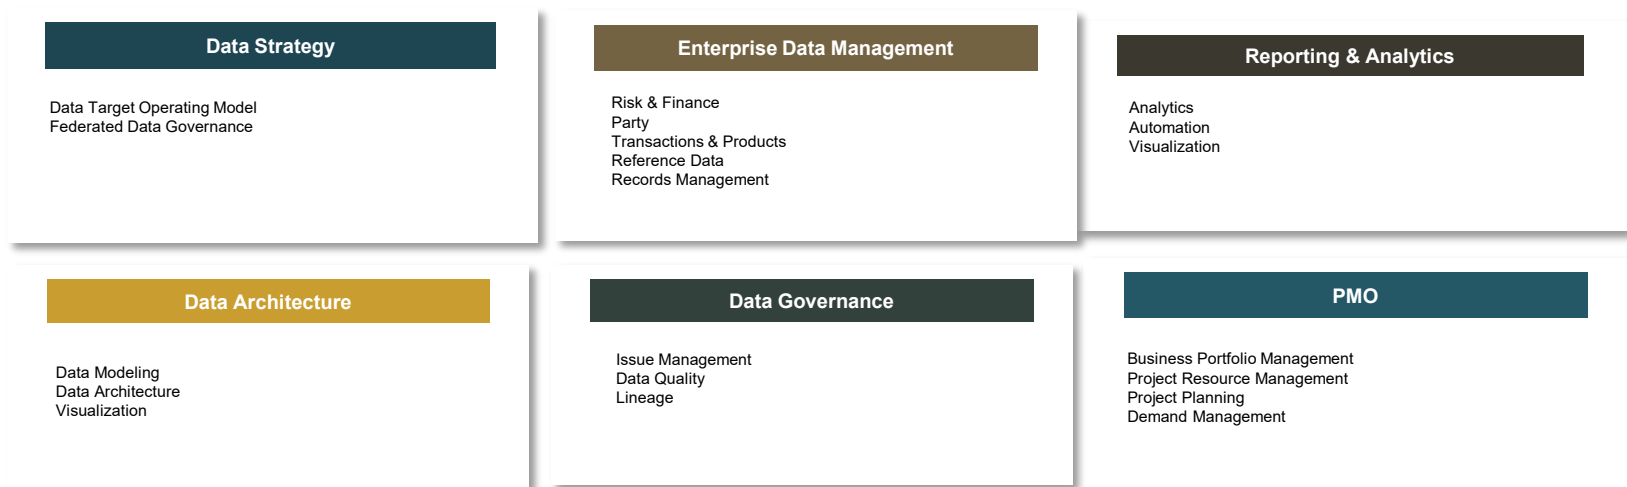 Data Strategy
Data Target Operating Model
Federated Data Governance
Enterprise Data Management
Risk & Finance
Party
Transactions & Products
Reference Data
Records Management
Reporting & Analytics
Analytics
Automation
Visualization
Data Architecture
Data Modeling
Data Architecture
Visualization
Data Governance
Issue Management
Data Quality
Lineage
PMO
Business Portfolio Management
Project Resource Management
Project Planning
Demand Management